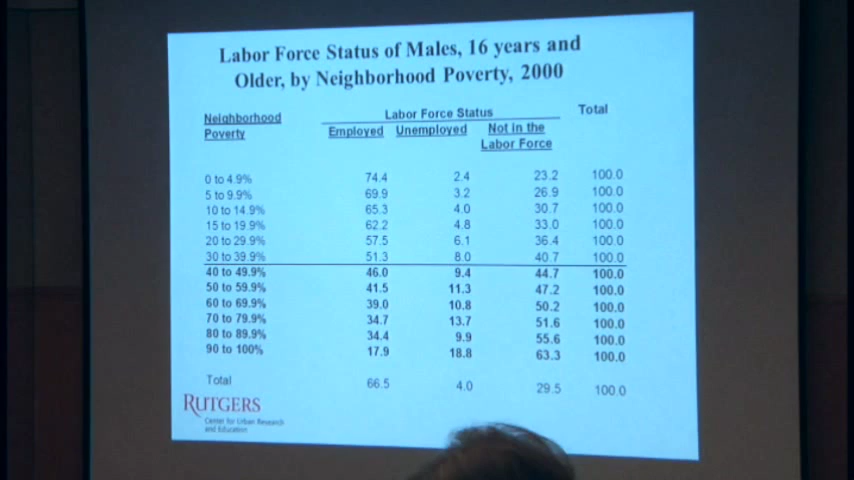 Labor Force Status of Males, 16 years and
Older, by Neighborhood Poverty, 2000
Neighborhood Poverty Labor Force Status Total
Employed Unemployed Not in the Labor Force
0 to 4.9% 74.4 2.4 23.2 100.0
5 to 9.9% 69.9 3.2 26.9 100.0
10 to 14.9% 65.3 4.0 30.7 100.0
15 to 19.9% 62.2 4.8 33.0 100.0
20 to 29.9% 57.5 6.1 36.4 100.0
30 to 39.9% 51.3 8.0 40.7 100.0
40 to 49.9% 46.0 9.4 44.7 100.0
50 to 59.9% 41.5 11.3 47.2 100.0
60 to 69.9% 39.0 10.8 50.2 100.0
70 to 79.9% 34.7 13.7 51.6 100.0
80 to 89.9% 34.4 9.9 55.6 100.0
90 to 100% 17.9 18.8 63.3 100.0
Total 66.5 4.0 29.5 100.0
RUTGERS
Center for Urban Research
and Education